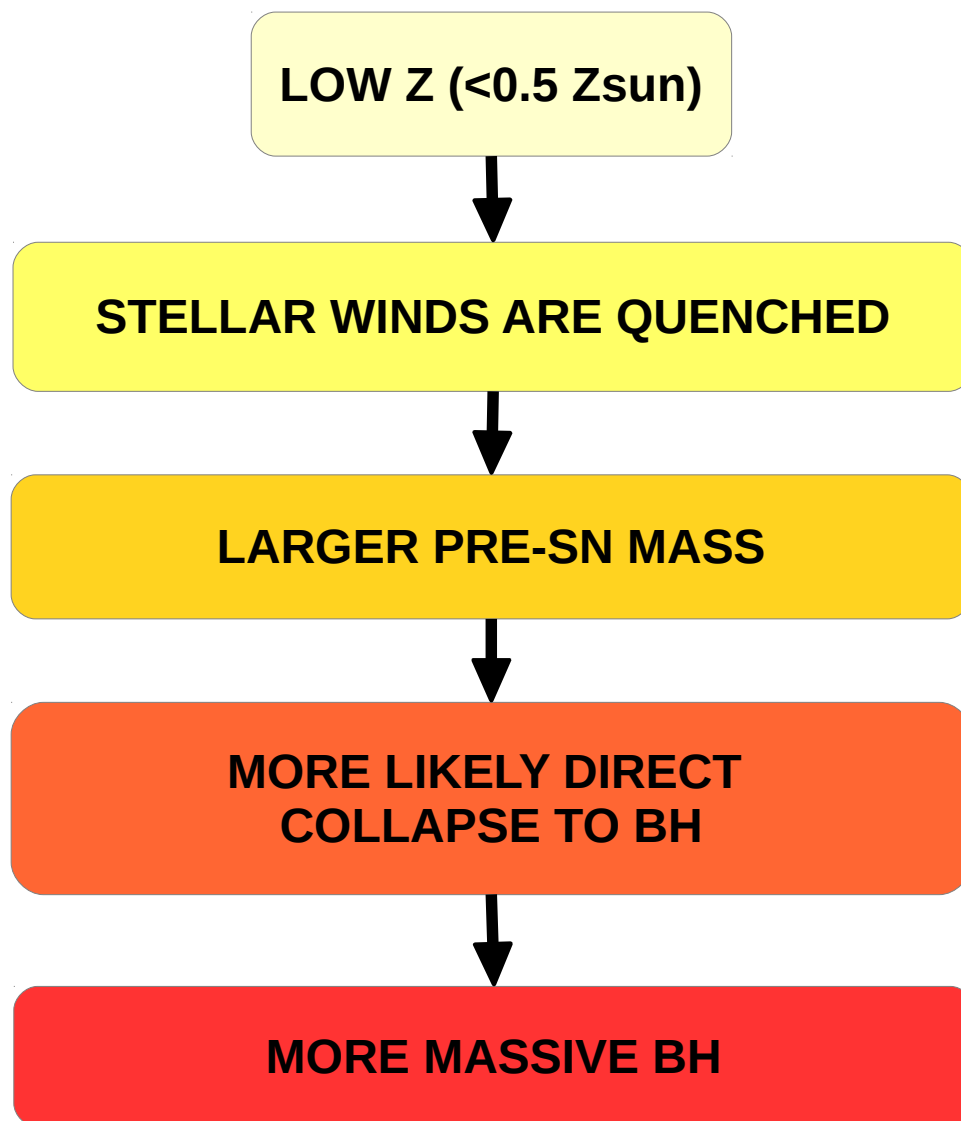 LOW Z (<0.5 Zsun)
STELLAR WINDS ARE QUENCHED
LARGER PRE-SN MASS
MORE LIKELY DIRECT
COLLAPSE TO BH
MORE MASSIVE BH